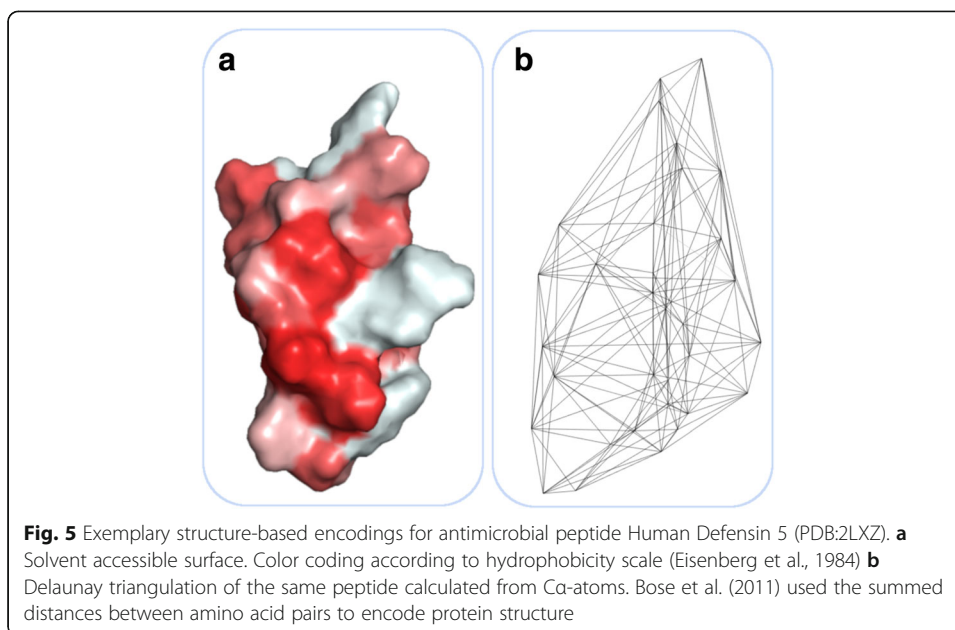 a
b
Fig. 5 Exemplary structure-based encodings for antimicrobial peptide Human Defensin 5 (PDB:2LXZ). a
Solvent accessible surface. Color coding according to hydrophobicity scale (Eisenberg et al., 1984) b
Delaunay triangulation of the same peptide calculated from Cα-atoms. Bose et al. (2011) used the summed
distances between amino acid pairs to encode protein structure